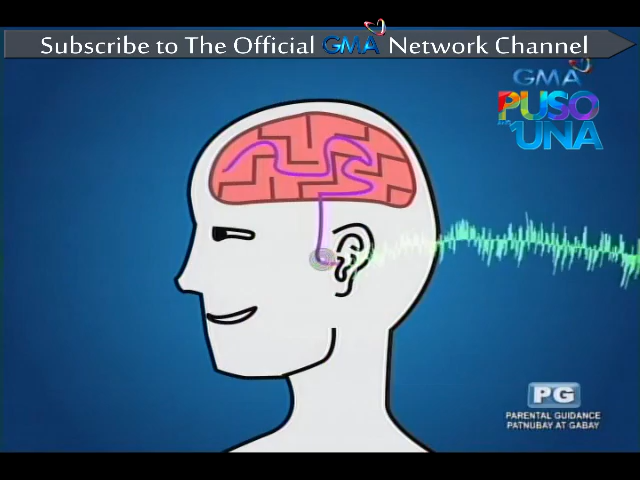 Subscribe to The Official GMA Network Channel
GMA
PUSO
UNA
PG
PARENTAL GUIDANCE
PATNUBAY AT GABAY